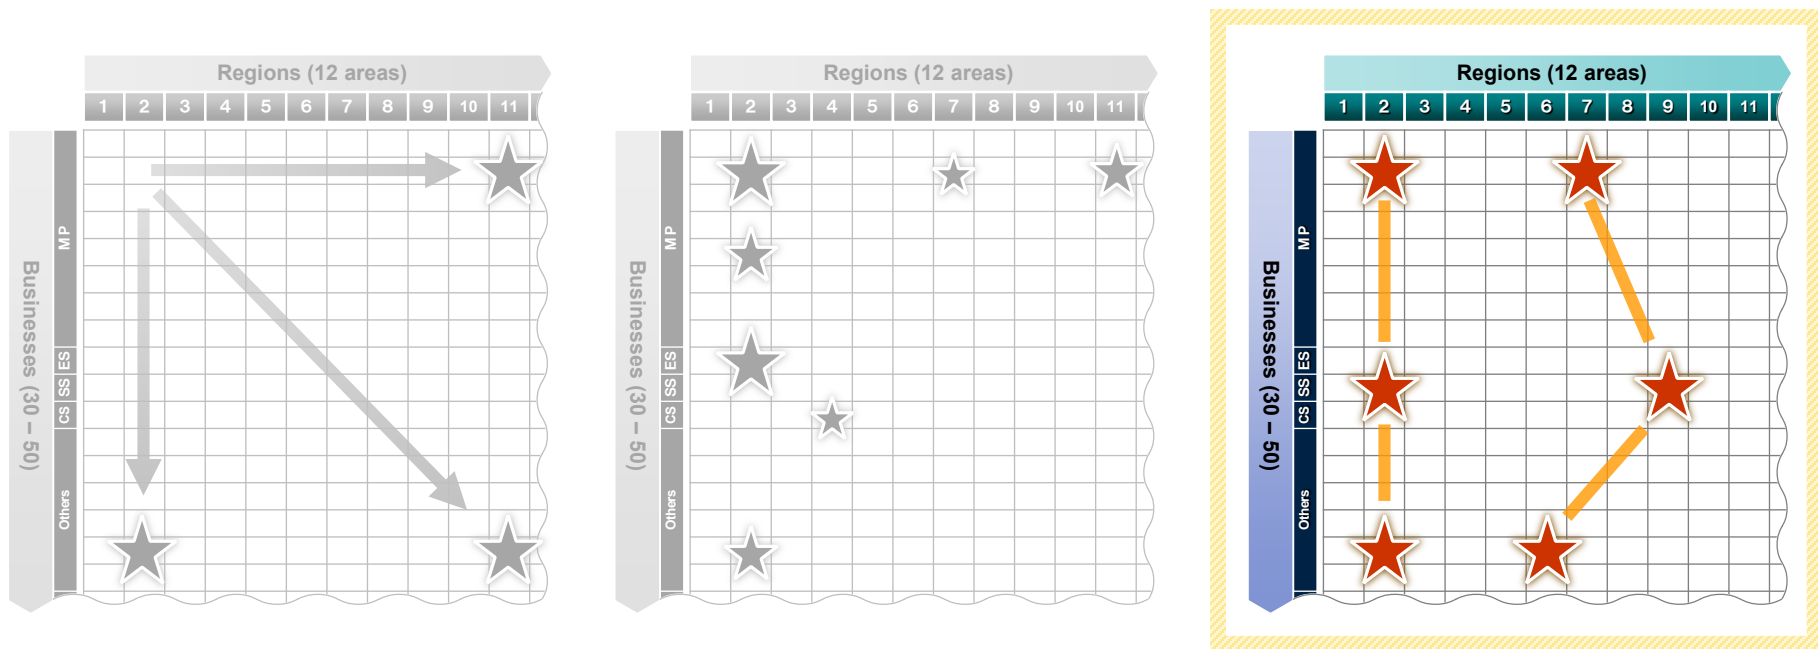 Regions (12 areas)
1 2 3 4 5 6 7 8 9 10 11
Businesses (30 – 50)
MP
ES
SS
CS
Others
Regions (12 areas)
1 2 3 4 5 6 7 8 9 10 11
Businesses (30 – 50)
MP
ES
SS
CS
Others
Regions (12 areas)
1 2 3 4 5 6 7 8 9 10 11
Businesses (30 – 50)
MP
ES
SS
CS
Others